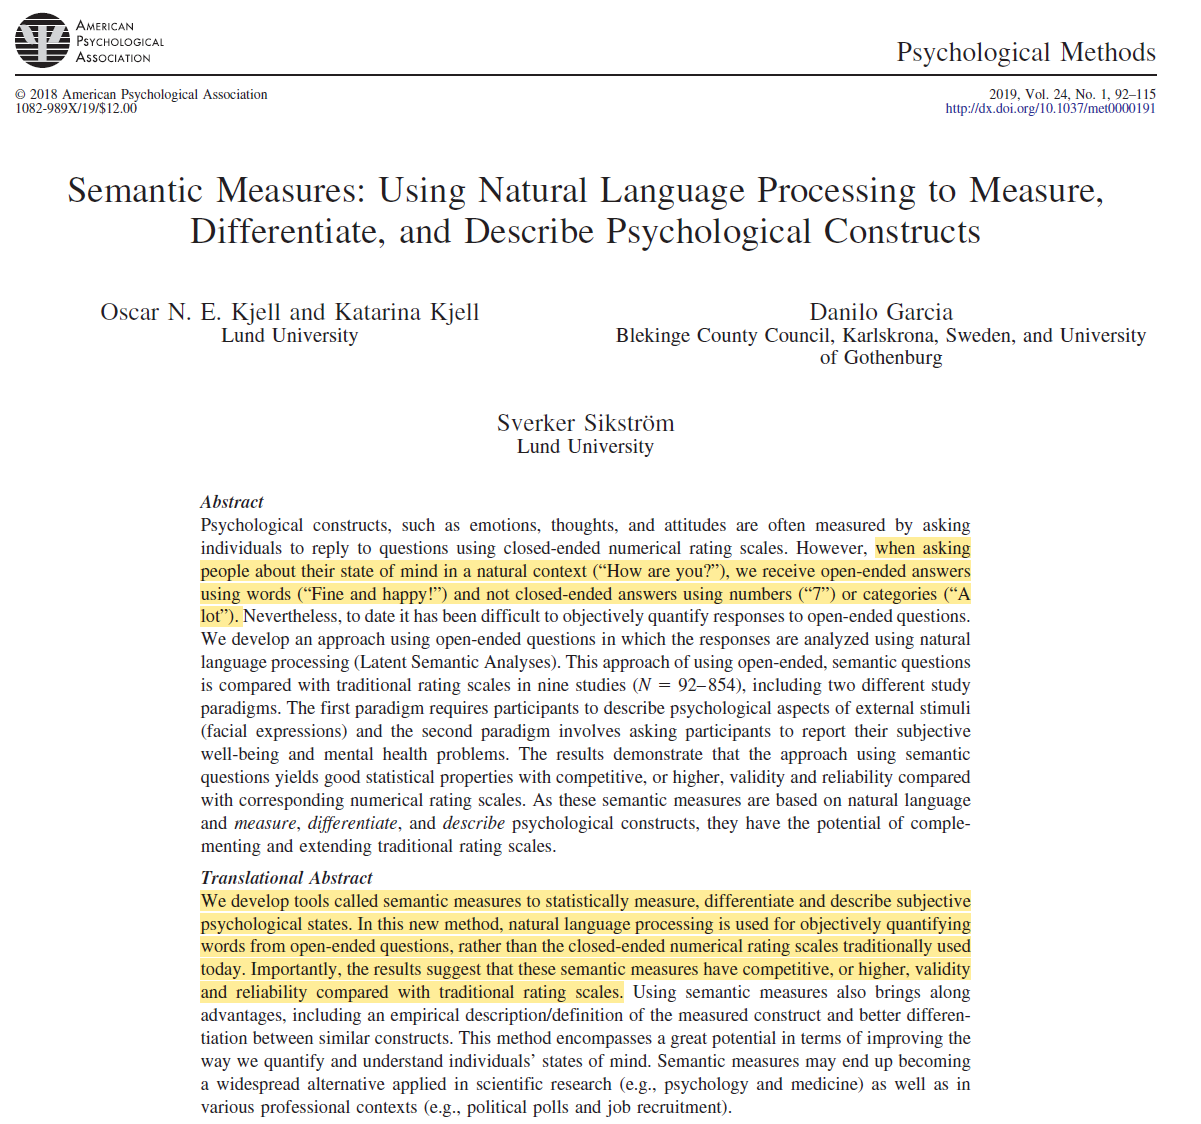 AMERICAN
PSYCHOLOGICAL
ASSOCIATION
Psychological Methods
© 2018 American Psychological Association
1082-989X/19/$12.00
2019, Vol. 24, No. 1, 92–115
http://dx.doi.org/10.1037/met0000191
Semantic Measures: Using Natural Language Processing to Measure,
Differentiate, and Describe Psychological Constructs
Oscar N. E. Kjell and Katarina Kjell
Lund University
Danilo Garcia
Blekinge County Council, Karlskrona, Sweden, and University
of Gothenburg
Sverker Sikström
Lund University
Abstract
Psychological constructs, such as emotions, thoughts, and attitudes are often measured by asking
individuals to reply to questions using closed-ended numerical rating scales. However, when asking
people about their state of mind in a natural context (“How are you?”), we receive open-ended answers
using words (“Fine and happy!”) and not closed-ended answers using numbers (“7”) or categories (“A
lot”). Nevertheless, to date it has been difficult to objectively quantify responses to open-ended questions.
We develop an approach using open-ended questions in which the responses are analyzed using natural
language processing (Latent Semantic Analyses). This approach of using open-ended, semantic questions
is compared with traditional rating scales in nine studies (N = 92–854), including two different study
paradigms. The first paradigm requires participants to describe psychological aspects of external stimuli
(facial expressions) and the second paradigm involves asking participants to report their subjective
well-being and mental health problems. The results demonstrate that the approach using semantic
questions yields good statistical properties with competitive, or higher, validity and reliability compared
with corresponding numerical rating scales. As these semantic measures are based on natural language
and measure, differentiate, and describe psychological constructs, they have the potential of comple-
menting and extending traditional rating scales.
Translational Abstract
We develop tools called semantic measures to statistically measure, differentiate and describe subjective
psychological states. In this new method, natural language processing is used for objectively quantifying
words from open-ended questions, rather than the closed-ended numerical rating scales traditionally used
today. Importantly, the results suggest that these semantic measures have competitive, or higher, validity
and reliability compared with traditional rating scales. Using semantic measures also brings along
advantages, including an empirical description/definition of the measured construct and better differen-
tiation between similar constructs. This method encompasses a great potential in terms of improving the
way we quantify and understand individuals’ states of mind. Semantic measures may end up becoming
a widespread alternative applied in scientific research (e.g., psychology and medicine) as well as in
various professional contexts (e.g., political polls and job recruitment).